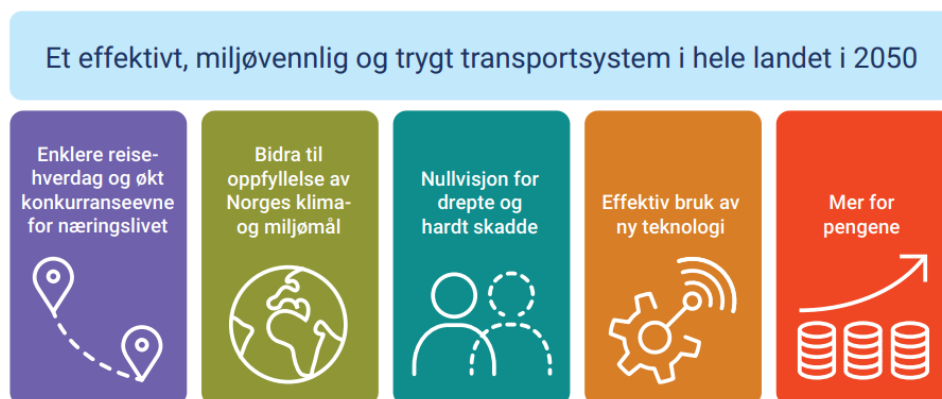 Et effektivt, miljøvennlig og trygt transportsystem i hele landet i 2050
Enklere reise-
hverdag og økt
konkurranseevne
for næringslivet
Bidra til
oppfyllelse av
Norges klima-
og miljømål
Nullvisjon for
drepte og
hardt skadde
Effektiv bruk av
ny teknologi
Mer for
pengene